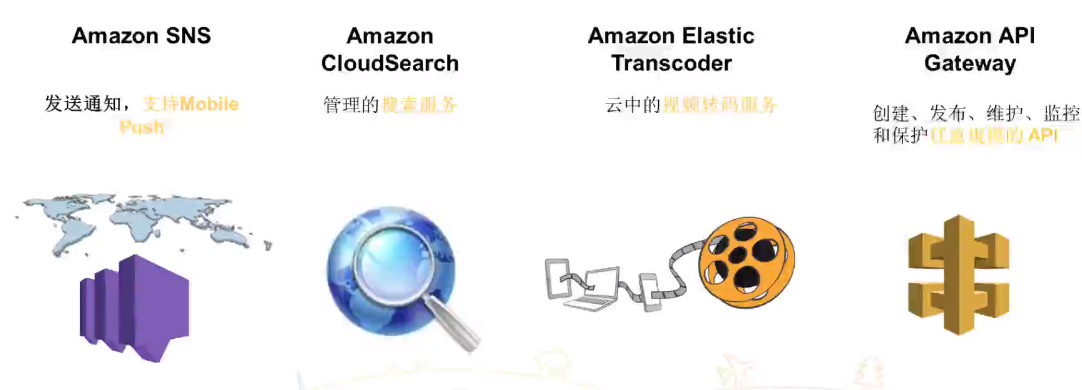 Amazon SNS
发送通知，支持Mobile
Push
Amazon
CloudSearch
管理的搜索服务
Amazon Elastic
Transcoder
云中的视频转码服务
Amazon API
Gateway
创建、发布、维护、监控
和保护任意规模的 API